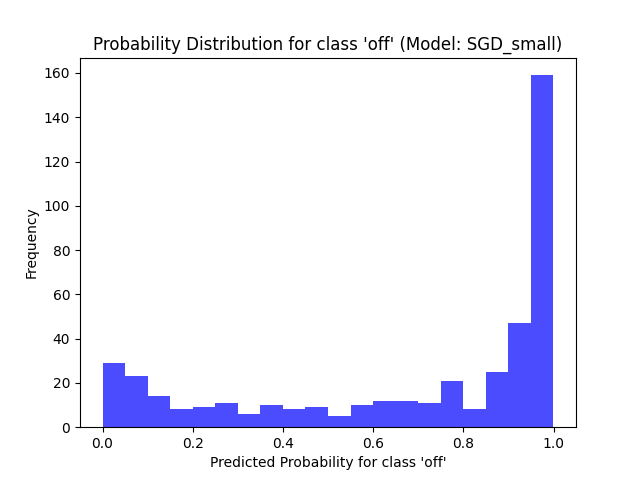 Probability Distribution for class 'off' (Model: SGD_small)
160
140
120
100
80
60
40
20
0
Frequency
0.0 0.2 0.4 0.6 0.8 1.0
Predicted Probability for class 'off'